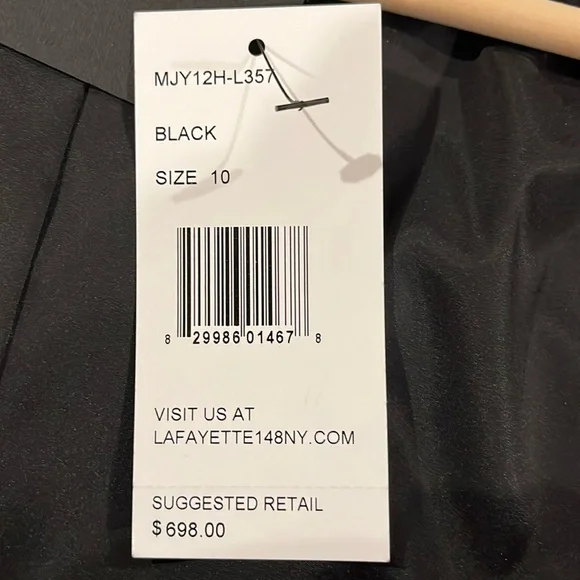 MJY12H-L357
BLACK
SIZE 10
8 29986 01467 8
VISIT US AT
LAFAYETTE148NY.COM
SUGGESTED RETAIL
$698.00